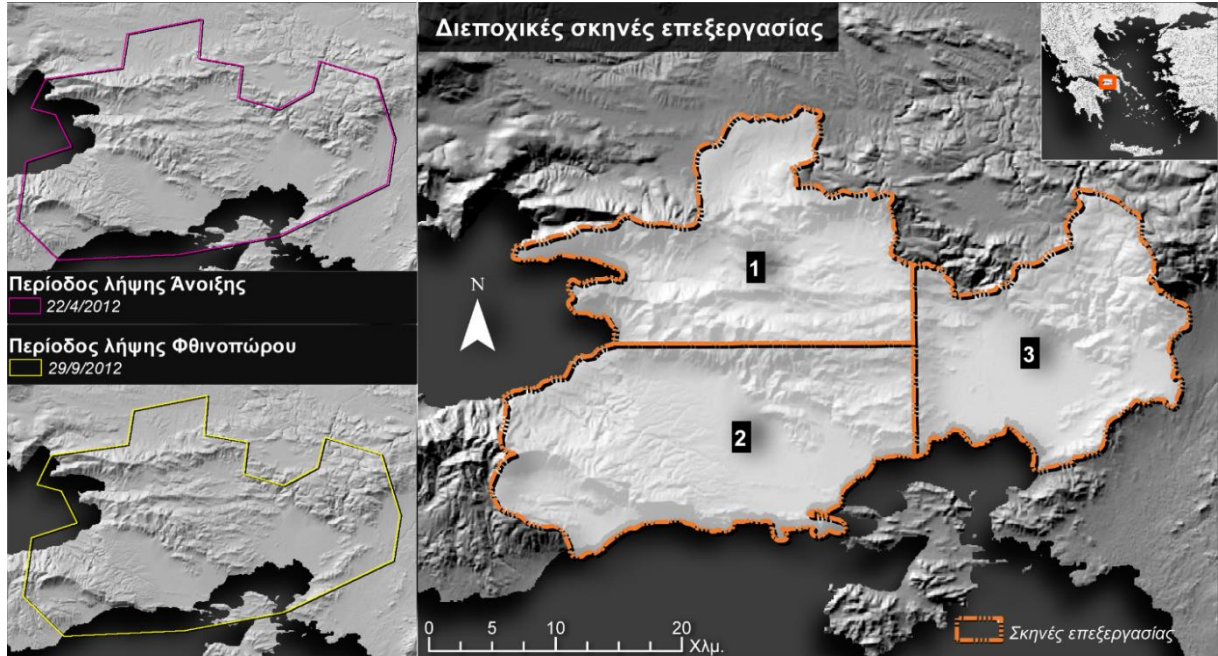 Περίοδος λήψης Άνοιξης
22/4/2012
Περίοδος λήψης Φθινοπώρου
29/9/2012
Διεποχικές σκηνές επεξεργασίας
N
1
2
3
0 5 10 20
Χλμ.
Σκηνές επεξεργασίας